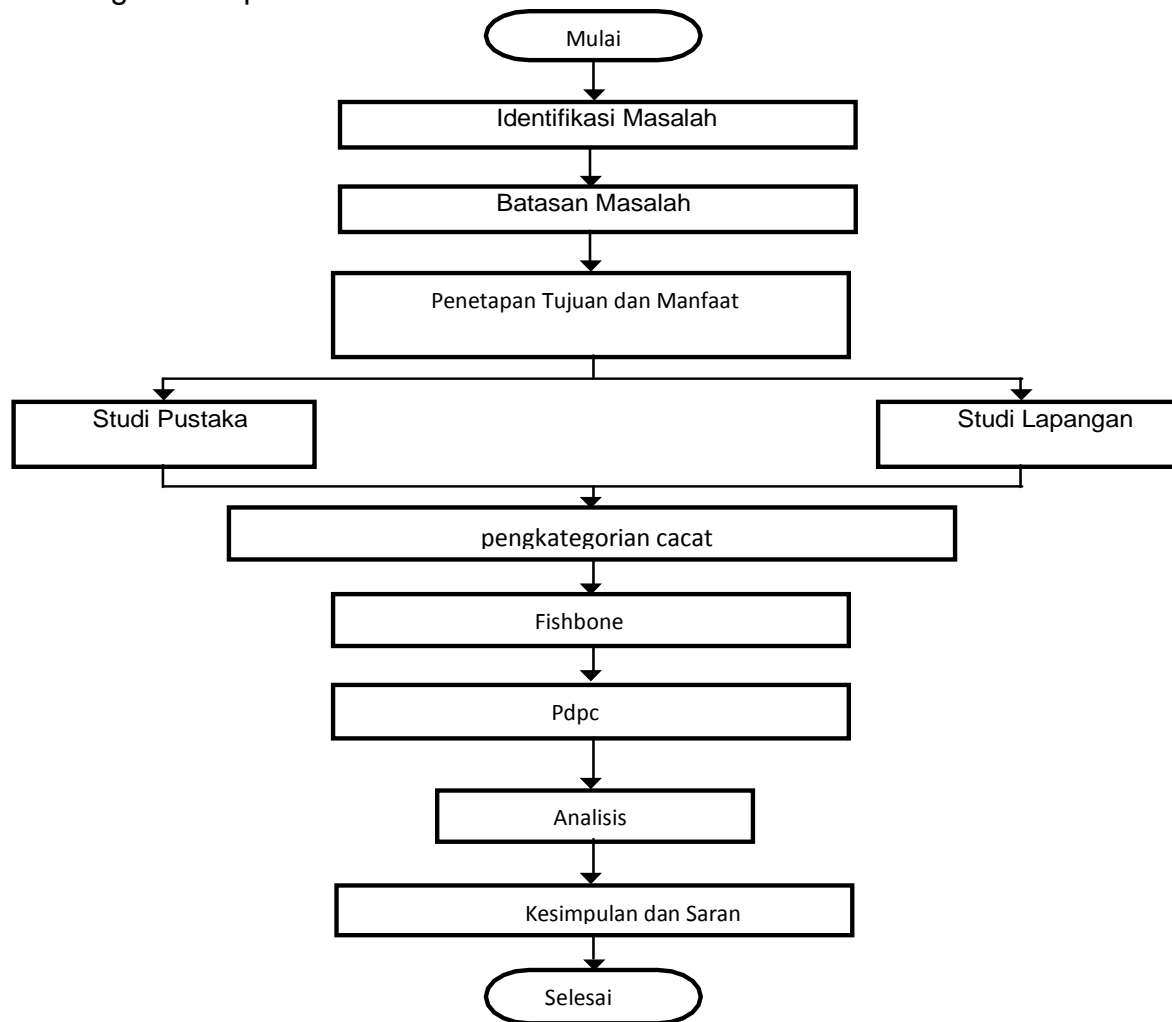 Mulai
Identifikasi Masalah
Batasan Masalah
Penetapan Tujuan dan Manfaat
Studi Pustaka
Studi Lapangan
pengkategorian cacat
Fishbone
Pdpc
Analisis
Kesimpulan dan Saran
Selesai